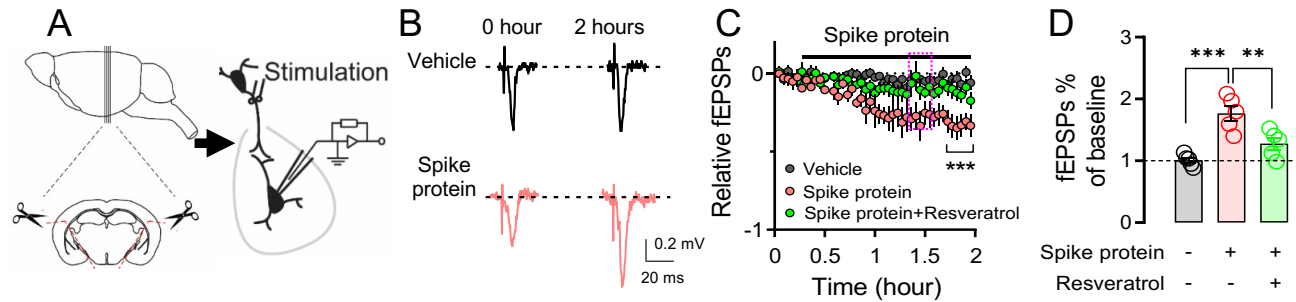 A
Stimulation
B
0 hour 2 hours
Vehicle
Spike
protein
0.2 mV
20 ms
C
Spike protein
Relative fEPSPs
0
-1
Vehicle
Spike protein
Spike protein+Resveratrol
***
0.5 1 1.5 2
Time (hour)
D
fEPSPs %
of baseline
3
2
1
0
*** **
Spike protein - + +
Resveratrol - - +